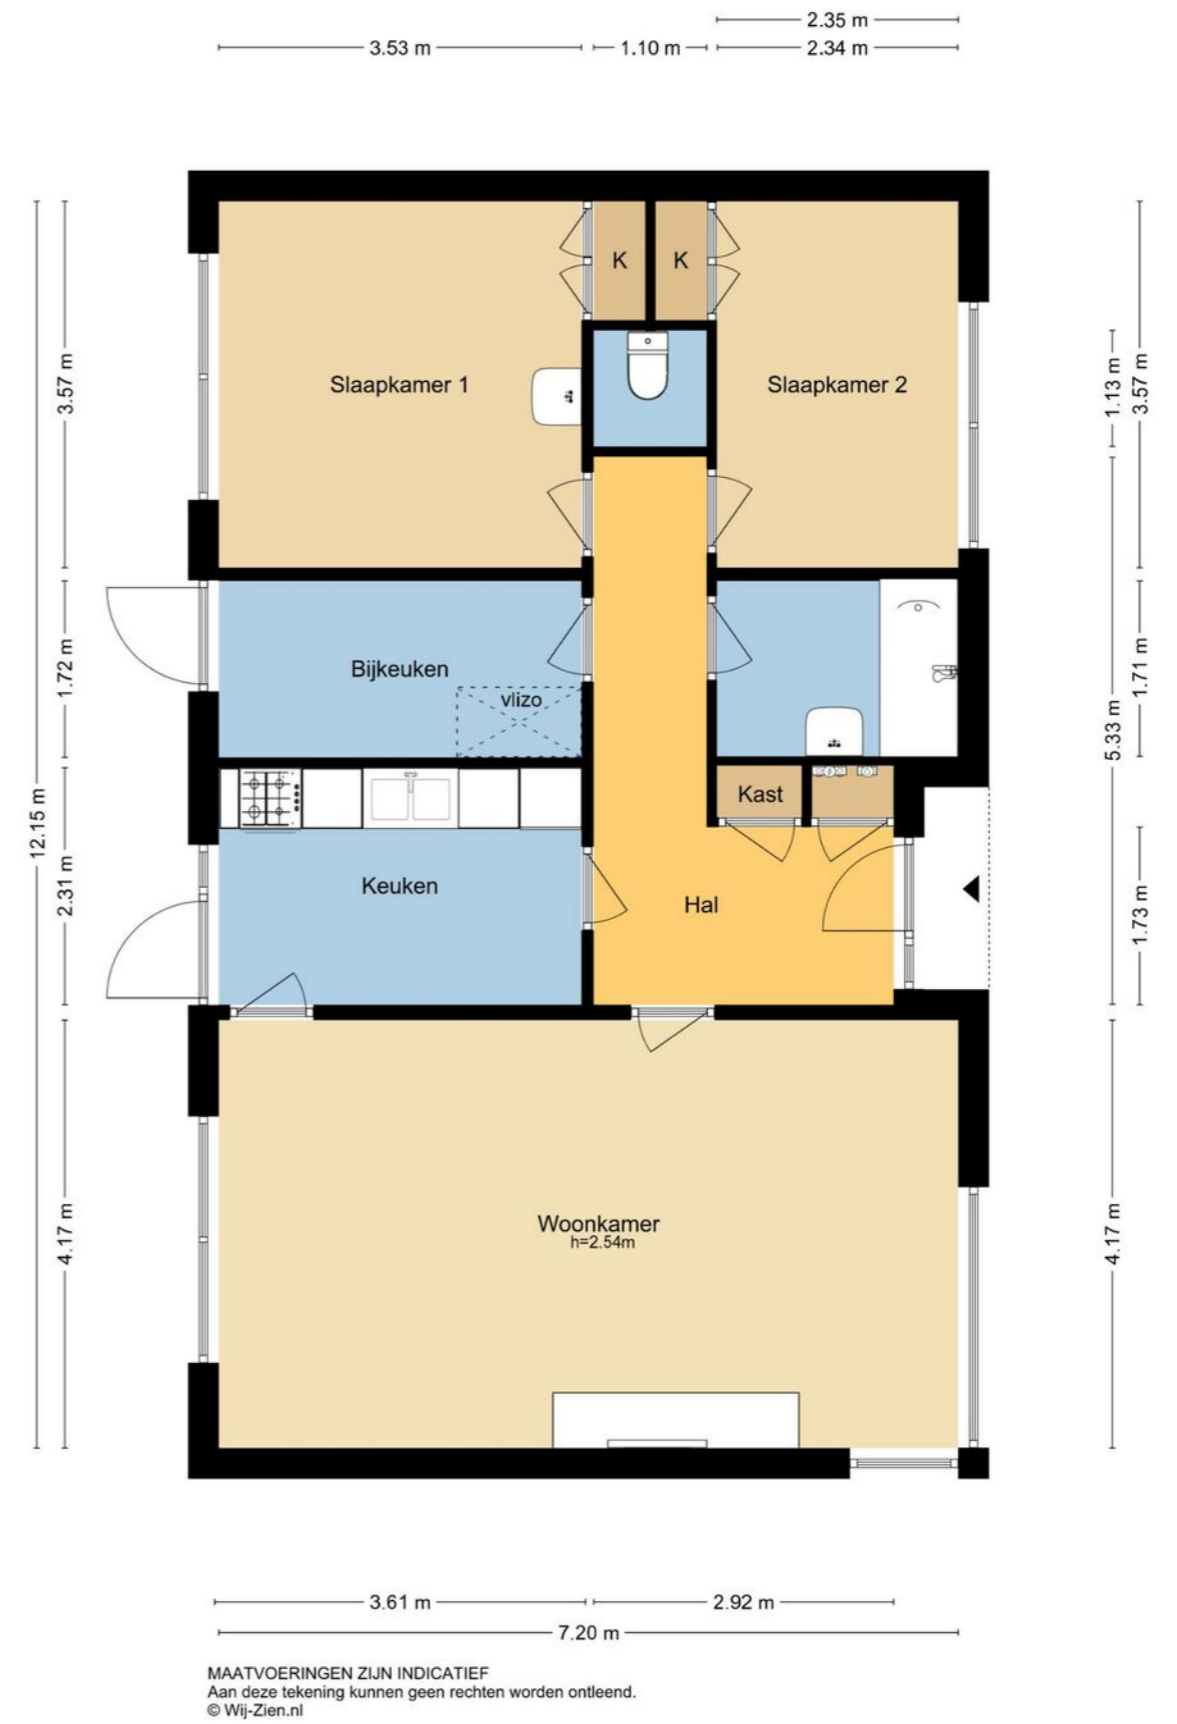 2.35 m
3.53 m
1.10 m
2.34 m
K
K
Slaapkamer 1
Slaapkamer 2
3.57 m
1.13 m
3.57 m
Bijkeuken
vlizo
1.72 m
1.71 m
5.33 m
Kast
12.15 m
2.31 m
Keuken
Hal
1.73 m
Woonkamer
h=2.54m
4.17 m
4.17 m
3.61 m
2.92 m
7.20 m
MAATVOERINGEN ZIJN INDICATIEF
Aan deze tekening kunnen geen rechten worden ontleend.
© Wij-Zien.nl